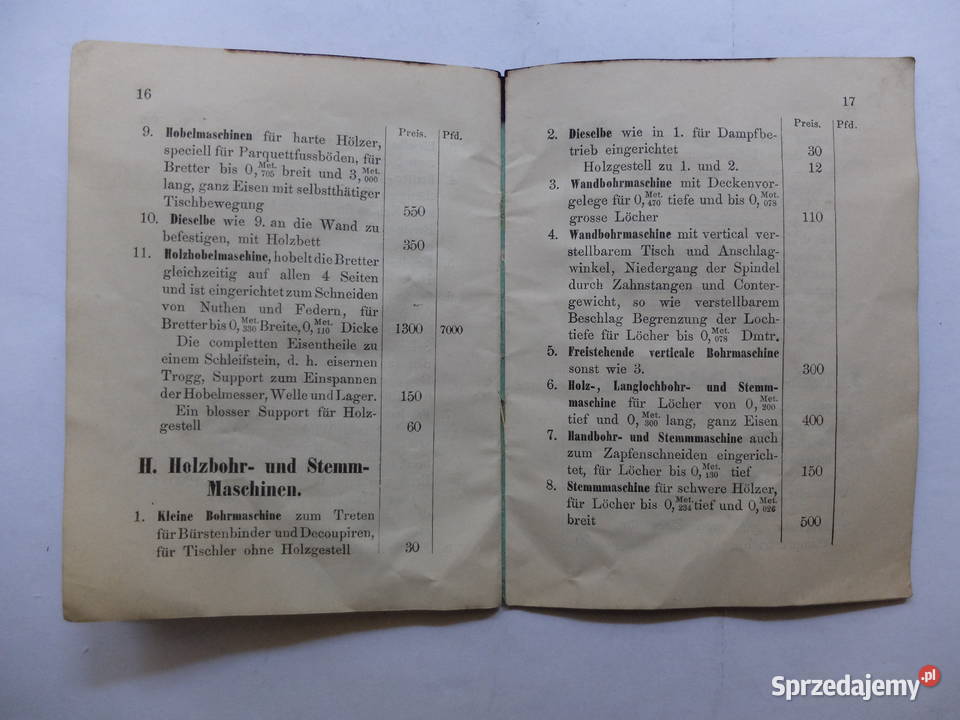 16
Preis. Pfd.
9. Hobelmaschinen für harte Hölzer,
speciell für Parquettfussböden, für
Bretter bis 0,Met. 705 breit und 3,Met. 000
lang, ganz Eisen mit selbstthätiger
Tischbewegung 550
10. Dieselbe wie 9. an die Wand zu
befestigen, mit Holzbett 350
11. Holzhobelmaschine, hobelt die Bretter
gleichzeitig auf allen 4 Seiten
und ist eingerichtet zum Schneiden
von Nuthen und Federn, für
Bretter bis 0,Met. 330 Breite, 0,Met. 110 Dicke 1300 7000
Die completten Eisentheile zu
einem Schleifstein, d. h. eisernen
Trogg, Support zum Einspannen
der Hobelmesser, Welle und Lager. 150
Ein blosser Support für Holz-
gestell 60
H. Holzbohr- und Stemm-
Maschinen.
1. Kleine Bohrmaschine zum Treten
für Bürstenbinder und Decoupiren,
für Tischler ohne Holzgestell 30
17
Preis. Pfd.
2. Dieselbe wie in 1. für Dampfbe-
trieb eingerichtet 30
Holzgestell zu 1. und 2. 12
3. Wandbohrmaschine mit Deckenvor-
gelege für 0,Met. 470 tiefe und bis 0,Met. 078
grosse Löcher 110
4. Wandbohrmaschine mit vertical ver-
stellbarem Tisch und Anschlag-
winkel, Niedergang der Spindel
durch Zahnstangen und Conter-
gewicht, so wie verstellbarem
Beschlag Begrenzung der Loch-
tiefe für Löcher bis 0,Met. 078 Dmtr.
5. Freistehende verticale Bohrmaschine
sonst wie 3. 300
6. Holz-, Langlochbohr- und Stemm-
maschine für Löcher von 0,Met. 200
tief und 0,Met. 300 lang, ganz Eisen 400
7. Handbohr- und Stemmmaschine auch
zum Zapfenschneiden eingerich-
tet, für Löcher bis 0,Met. 130 tief 150
8. Stemmmaschine für schwere Hölzer,
für Löcher bis 0,Met. 234 tief und 0,Met. 026
breit 500
Sprzedajemy.pl